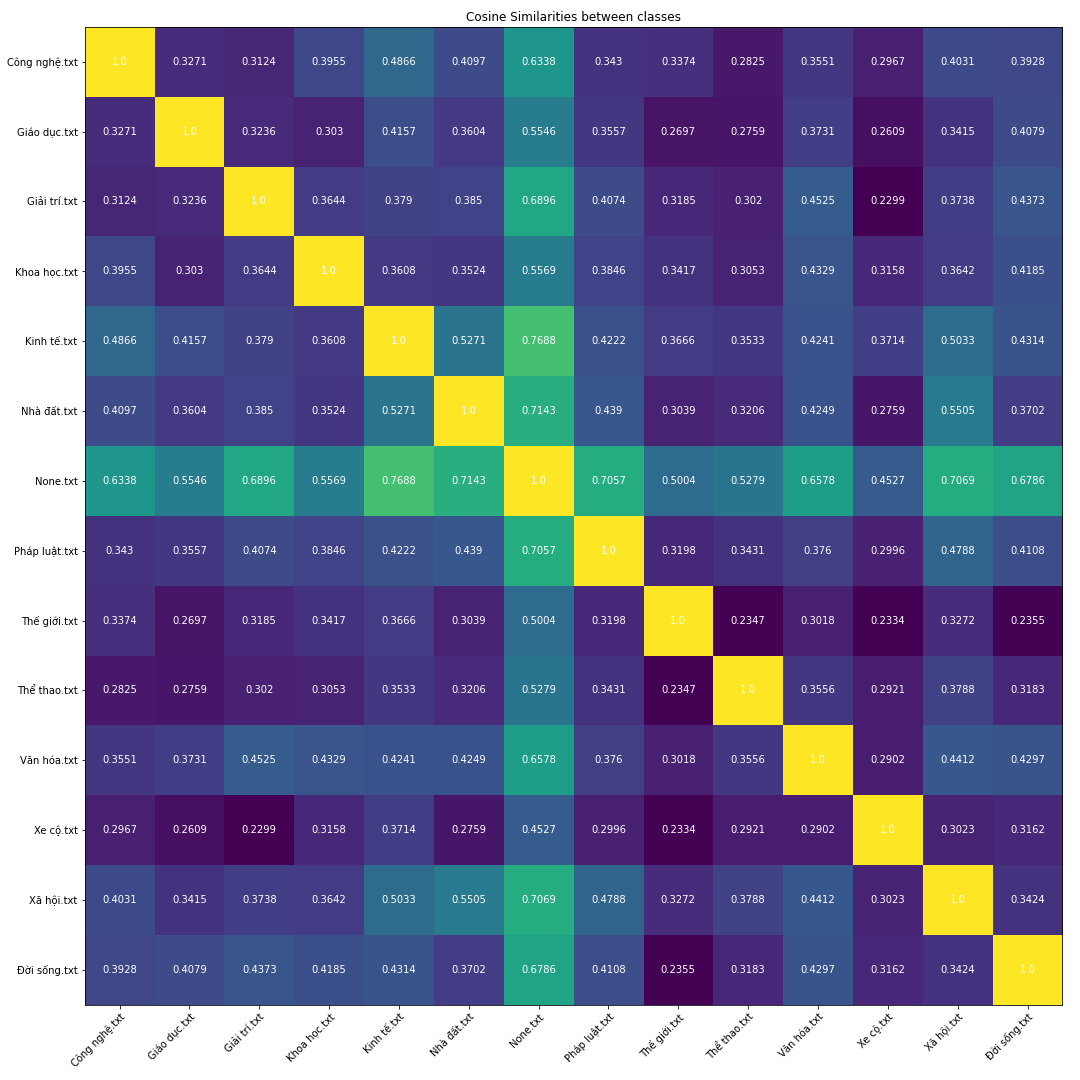 Cosine Similarities between classes
Công nghệ.txt 1.0 0.3271 0.3124 0.3955 0.4866 0.4097 0.6338 0.343 0.3374 0.2825 0.3551 0.2967 0.4031 0.3928
Giáo dục.txt 0.3271 1.0 0.3236 0.303 0.4157 0.3604 0.5546 0.3557 0.2697 0.2759 0.3731 0.2609 0.3415 0.4079
Giải trí.txt 0.3124 0.3236 1.0 0.3644 0.379 0.385 0.6896 0.4074 0.3185 0.302 0.4525 0.2299 0.3738 0.4373
Khoa học.txt 0.3955 0.303 0.3644 1.0 0.3608 0.3524 0.5569 0.3846 0.3417 0.3053 0.4329 0.3158 0.3642 0.4185
Kinh tế.txt 0.4866 0.4157 0.379 0.3608 1.0 0.5271 0.7688 0.4222 0.3666 0.3533 0.4241 0.3714 0.5033 0.4314
Nhà đất.txt 0.4097 0.3604 0.385 0.3524 0.5271 1.0 0.7143 0.439 0.3039 0.3206 0.4249 0.2759 0.5505 0.3702
None.txt 0.6338 0.5546 0.6896 0.5569 0.7688 0.7143 1.0 0.7057 0.5004 0.5279 0.6578 0.4527 0.7069 0.6786
Pháp luật.txt 0.343 0.3557 0.4074 0.3846 0.4222 0.439 0.7057 1.0 0.3198 0.3431 0.376 0.2996 0.4788 0.4108
Thế giới.txt 0.3374 0.2697 0.3185 0.3417 0.3666 0.3039 0.5004 0.3198 1.0 0.2347 0.3018 0.2334 0.3272 0.2355
Thể thao.txt 0.2825 0.2759 0.302 0.3053 0.3533 0.3206 0.5279 0.3431 0.2347 1.0 0.3556 0.2921 0.3788 0.3183
Văn hóa.txt 0.3551 0.3731 0.4525 0.4329 0.4241 0.4249 0.6578 0.376 0.3018 0.3556 1.0 0.2902 0.4412 0.4297
Xe cộ.txt 0.2967 0.2609 0.2299 0.3158 0.3714 0.2759 0.4527 0.2996 0.2334 0.2921 0.2902 1.0 0.3023 0.3162
Xã hội.txt 0.4031 0.3415 0.3738 0.3642 0.5033 0.5505 0.7069 0.4788 0.3272 0.3788 0.4412 0.3023 1.0 0.3424
Đời sống.txt 0.3928 0.4079 0.4373 0.4185 0.4314 0.3702 0.6786 0.4108 0.2355 0.3183 0.4297 0.3162 0.3424 1.0
Công nghệ.txt Giáo dục.txt Giải trí.txt Khoa học.txt Kinh tế.txt Nhà đất.txt None.txt Pháp luật.txt Thế giới.txt Thể thao.txt Văn hóa.txt Xe cộ.txt Xã hội.txt Đời sống.txt